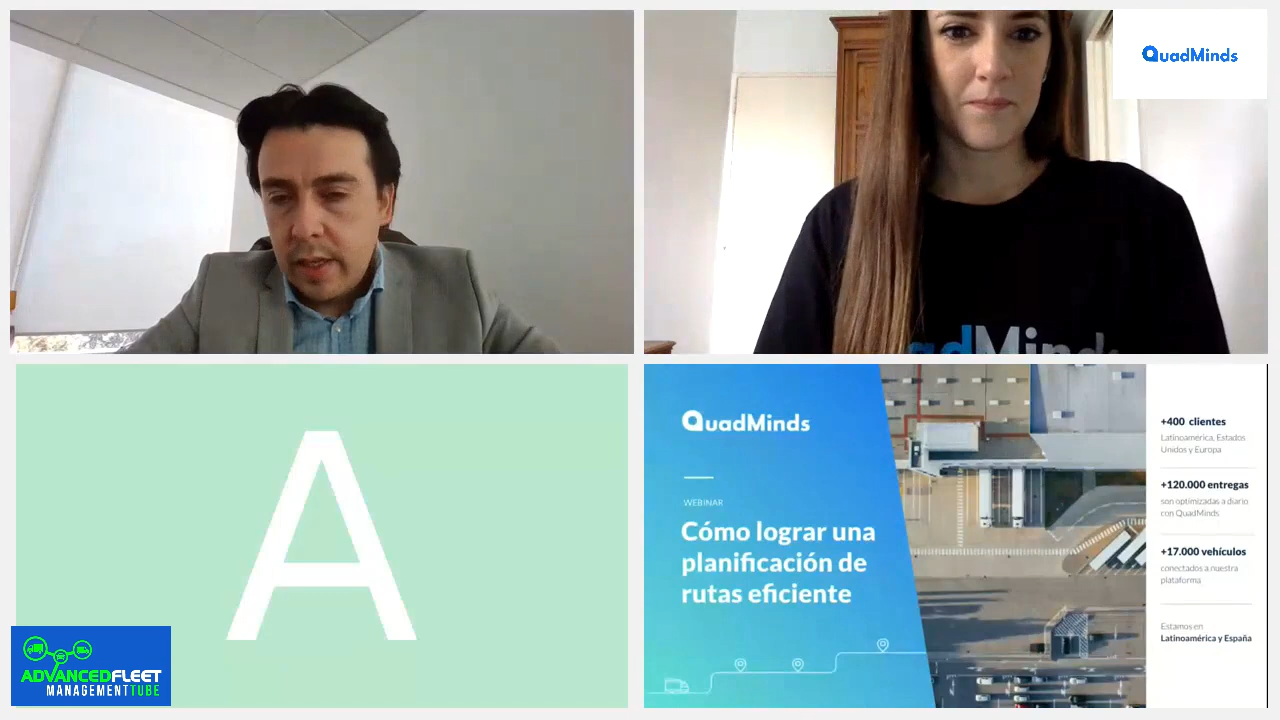 QuadMinds
adMinds
A
QuadMinds
WEBINAR
Cómo lograr una
planificación de
rutas eficiente
+400 clientes
Latinoamerica, Estados
Unidos y Europa
+120.000 entregas
son optimizadas a diario
con QuadMinds
+17.000 vehículos
conectados a nuestra
plataforma
Estamos en
Latinoamérica y España
ADVANCEDFLEET
MANAGEMENTTUBE